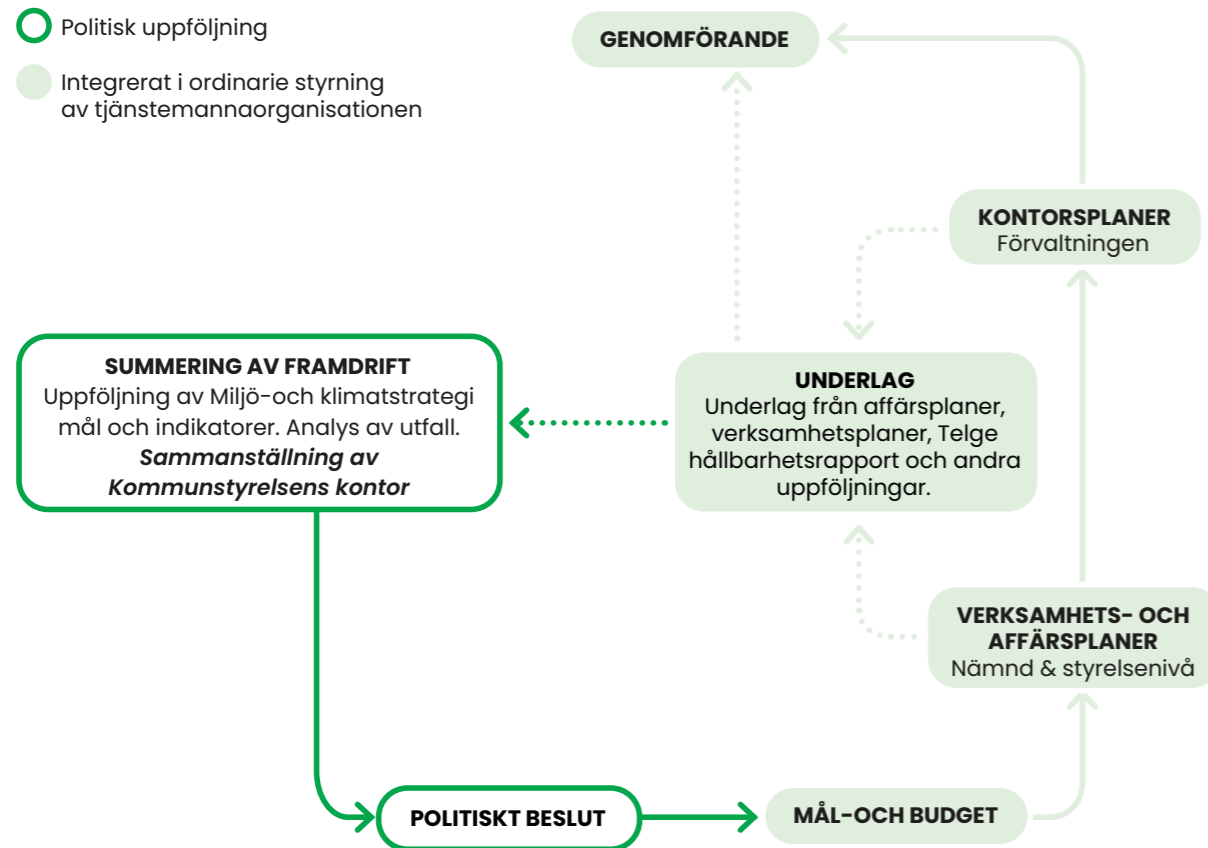 Politisk uppföljning
Integrerat i ordinarie styrning
av tjänstemannaorganisationen
GENOMFÖRANDE
KONTORSPLANER
Förvaltningen
SUMMERING AV FRAMDRIFT
Uppföljning av Miljö-och klimatstrategi
mål och indikatorer. Analys av utfall.
Sammanställning av
Kommunstyrelsens kontor
UNDERLAG
Underlag från affärsplaner,
verksamhetsplaner, Telge
hållbarhetsrapport och andra
uppföljningar.
VERKSAMHETS- OCH
AFFÄRSPLANER
Nämnd & styrelsenivå
POLITISKT BESLUT
MÅL-OCH BUDGET